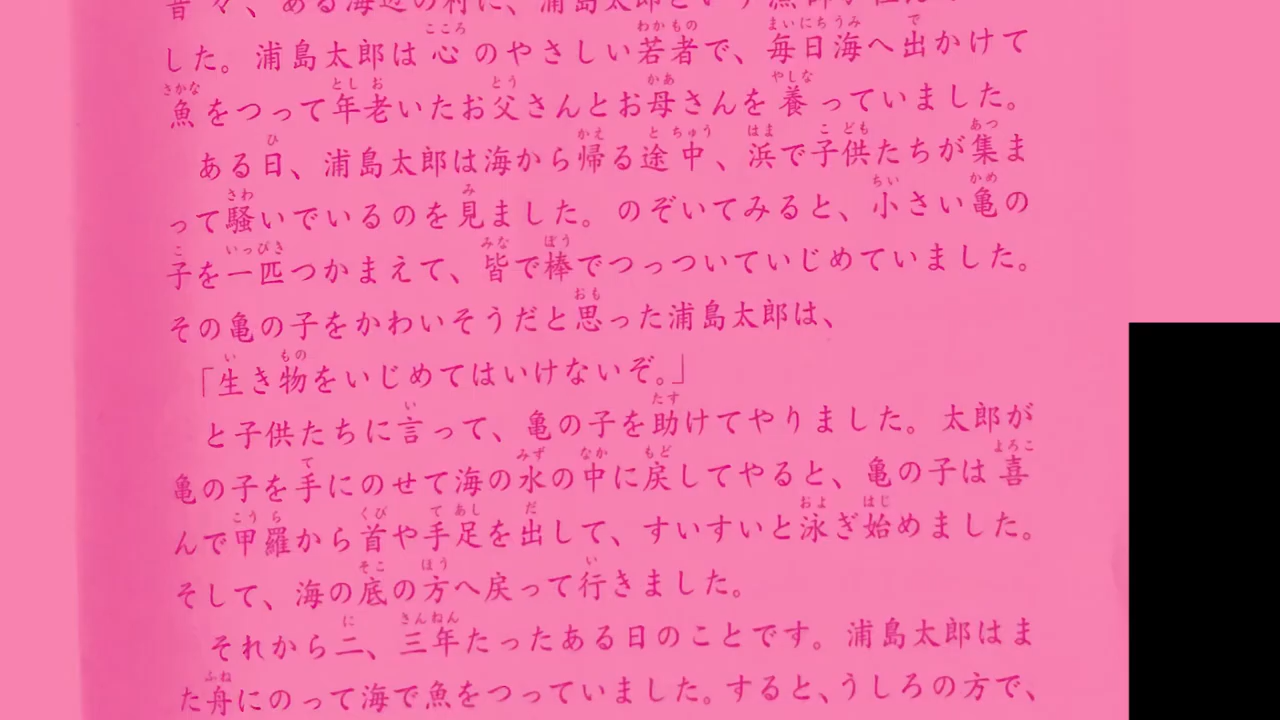 した。浦島太郎は心のやさしい若者で、毎日海へ出かけて
魚をつって年老いたお父さんとお母さんを養っていました。
ある日、浦島太郎は海から帰る途中、浜で子供たちが集ま
って騒いでいるのを見ました。のぞいてみると、小さい亀の
子を一匹つかまえて、皆で棒でつっついていじめていました。
その亀の子をかわいそうだと思った浦島太郎は、
「生き物をいじめてはいけないぞ。」
と子供たちに言って、亀の子を助けてやりました。太郎が
亀の子を手にのせて海の水の中に戻してやると、亀の子は喜
んで甲羅から首や手足を出して、すいすいと泳ぎ始めました。
そして、海の底の方へ戻って行きました。
それから二、三年たったある日のことです。浦島太郎はま
た舟にのって海で魚をつっていました。すると、うしろの方で、